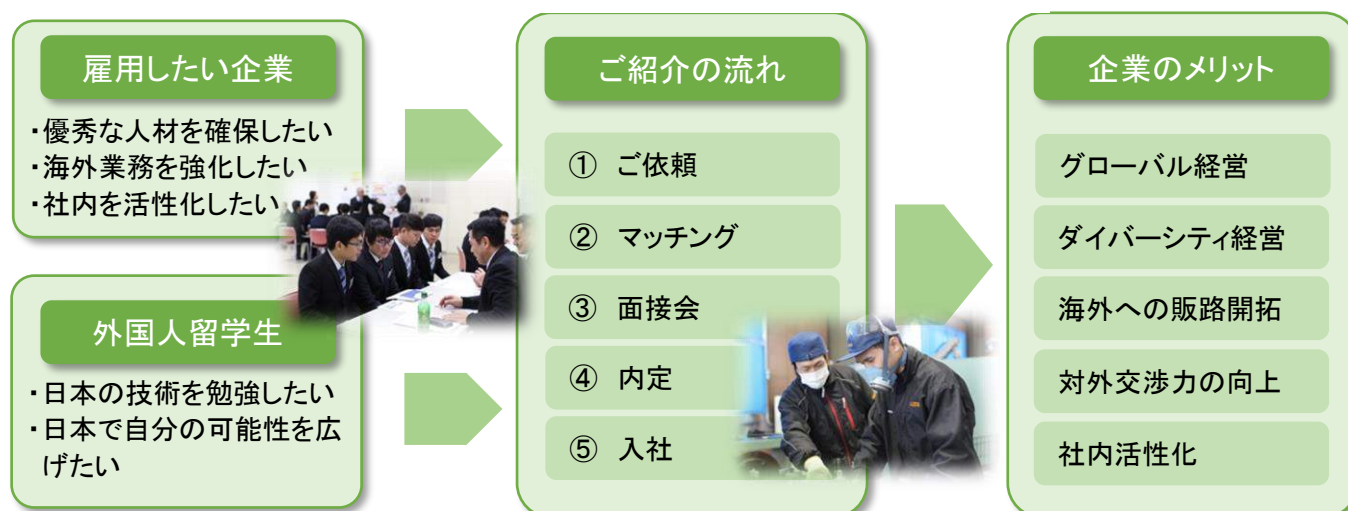 雇用したい企業
・優秀な人材を確保したい
・海外業務を強化したい
・社内を活性化したい
外国人留学生
・日本の技術を勉強したい
・日本で自分の可能性を広
げたい
ご紹介の流れ
① ご依頼
② マッチング
③ 面接会
④ 内定
⑤ 入社
企業のメリット
グローバル経営
ダイバーシティ経営
海外への販路開拓
対外交渉力の向上
社内活性化